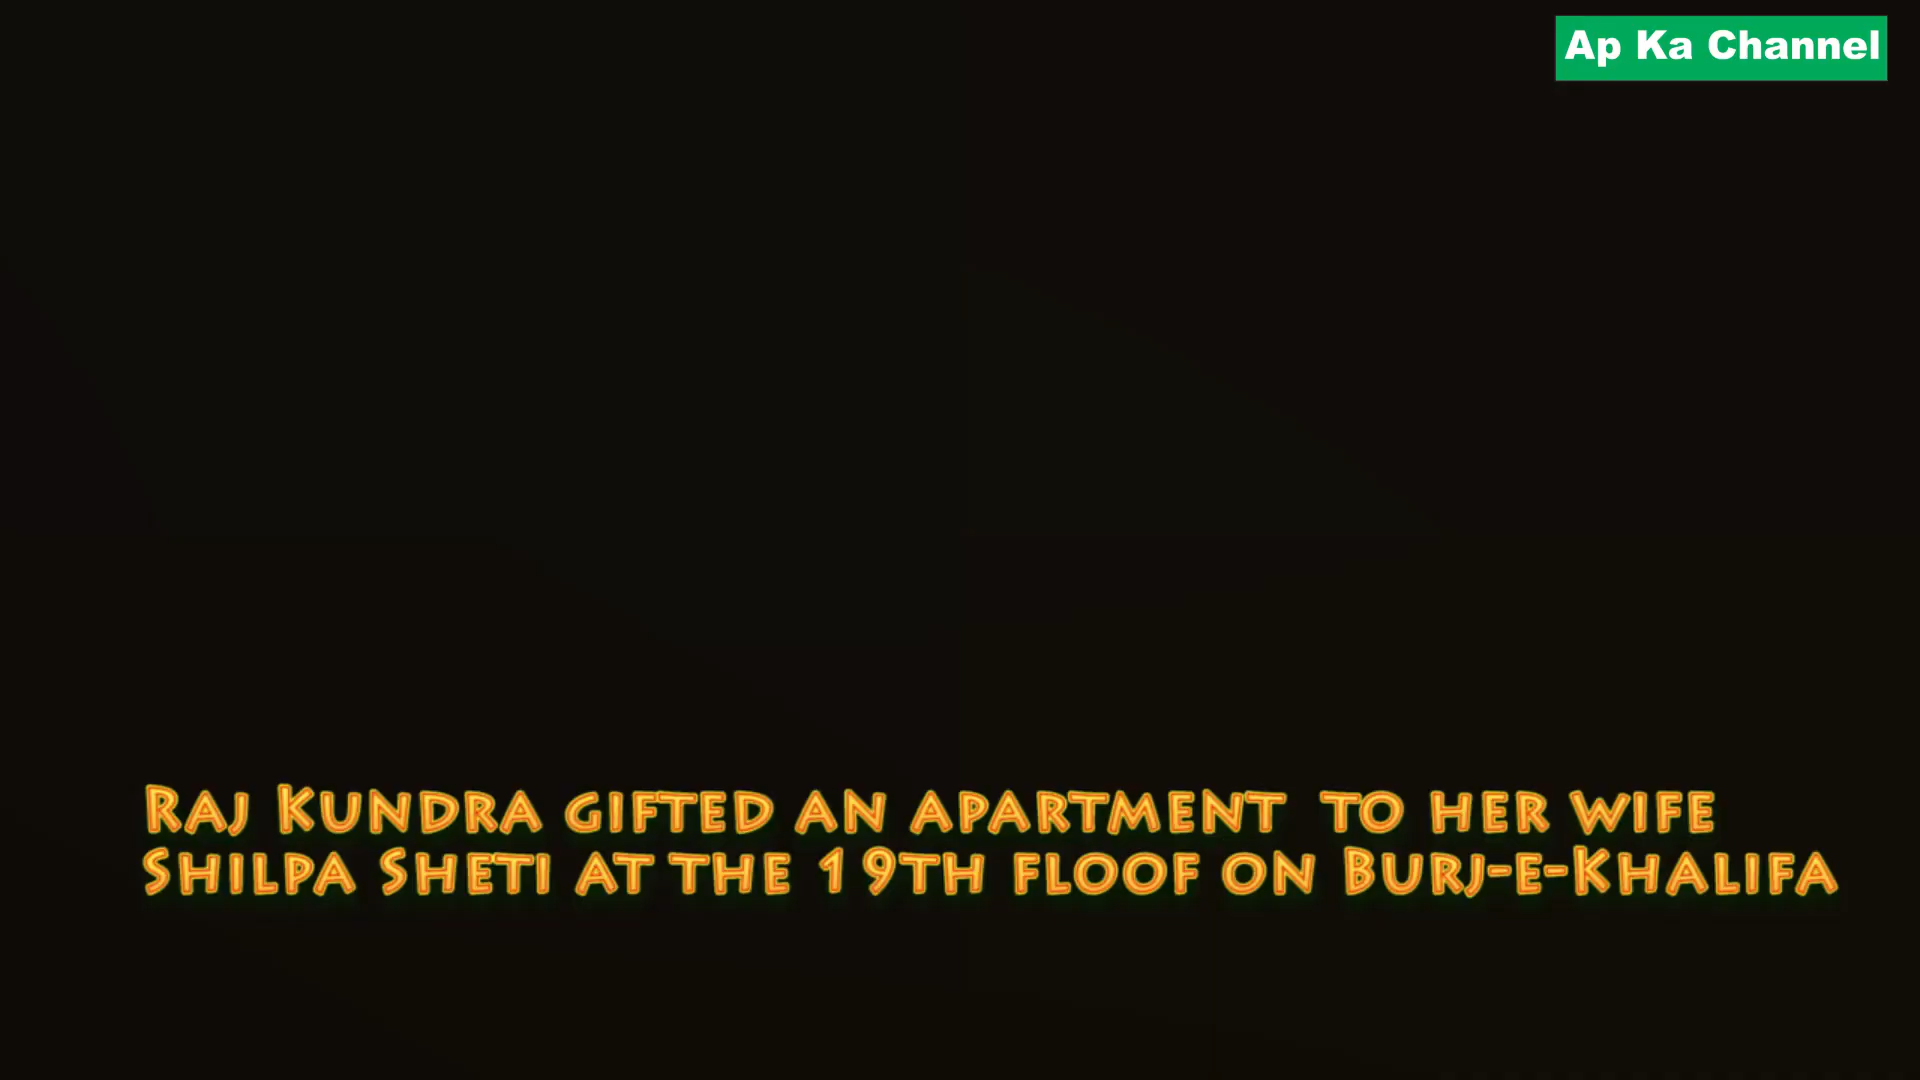 Ap Ka Channel
Raj Kundra gifted an apartment to her wife
Shilpa Sheti at the 19th floof on Burj-e-Khalifa